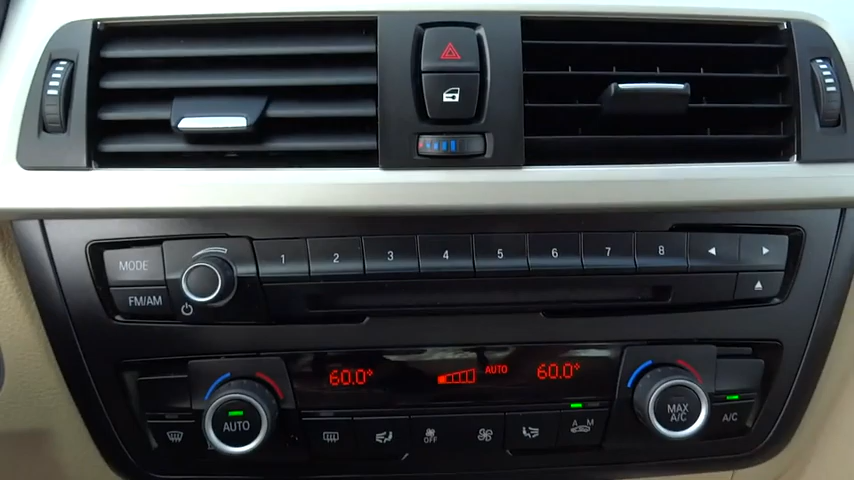 MODE 1 2 3 4 5 6 7 8
FM/AM
60.0° AUTO 60.0°
AUTO OFF A M MAX A/C A/C